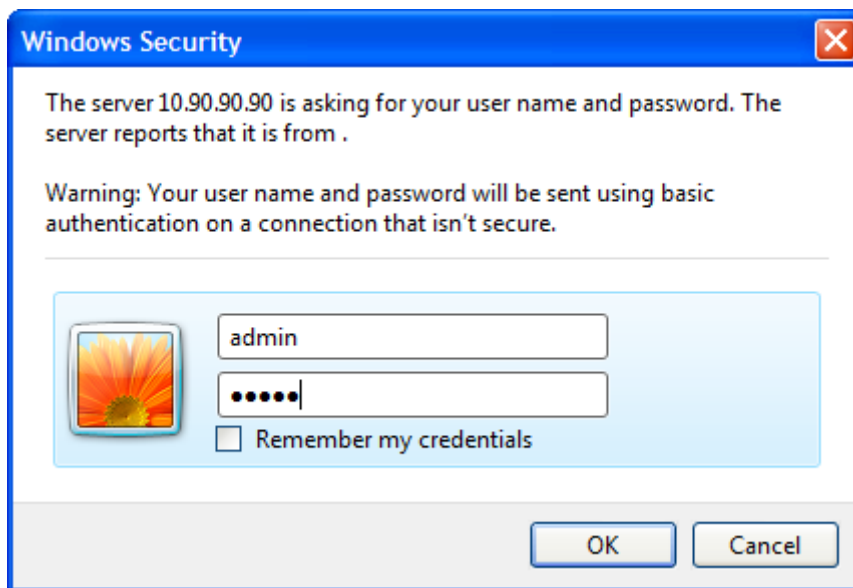 Windows Security
The server 10.90.90.90 is asking for your user name and password. The
server reports that it is from .
Warning: Your user name and password will be sent using basic
authentication on a connection that isn't secure.
admin
●●●●●
Remember my credentials
OK
Cancel